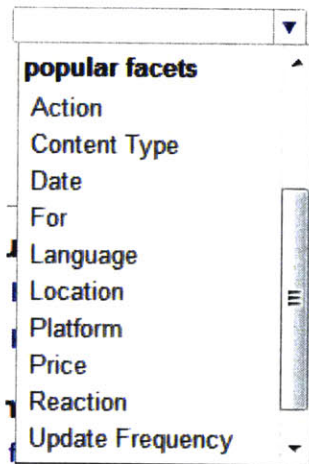 popular facets
Action
Content Type
Date
For
Language
Location
Platform
Price
Reaction
Update Frequency